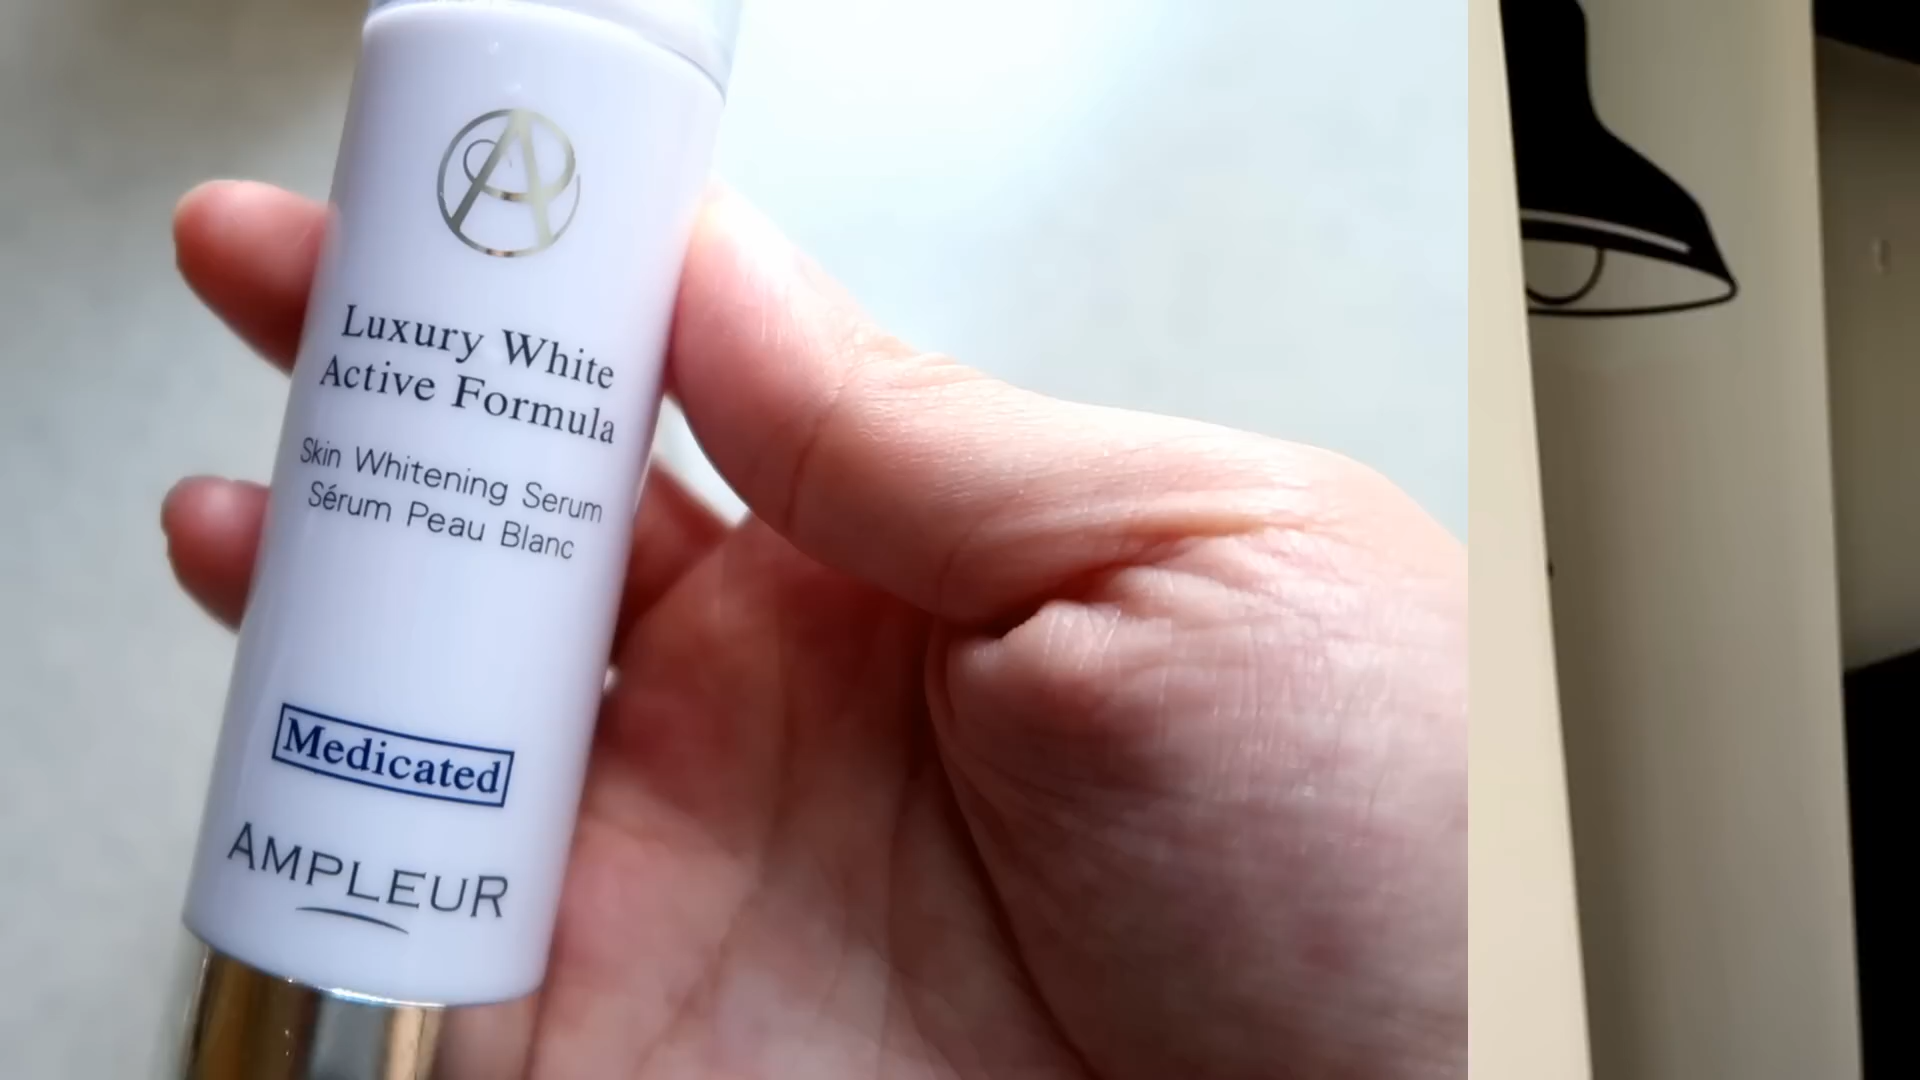 Luxury White
Active Formula
Skin Whitening Serum
Sérum Peau Blanc
Medicated
AMPLEUR